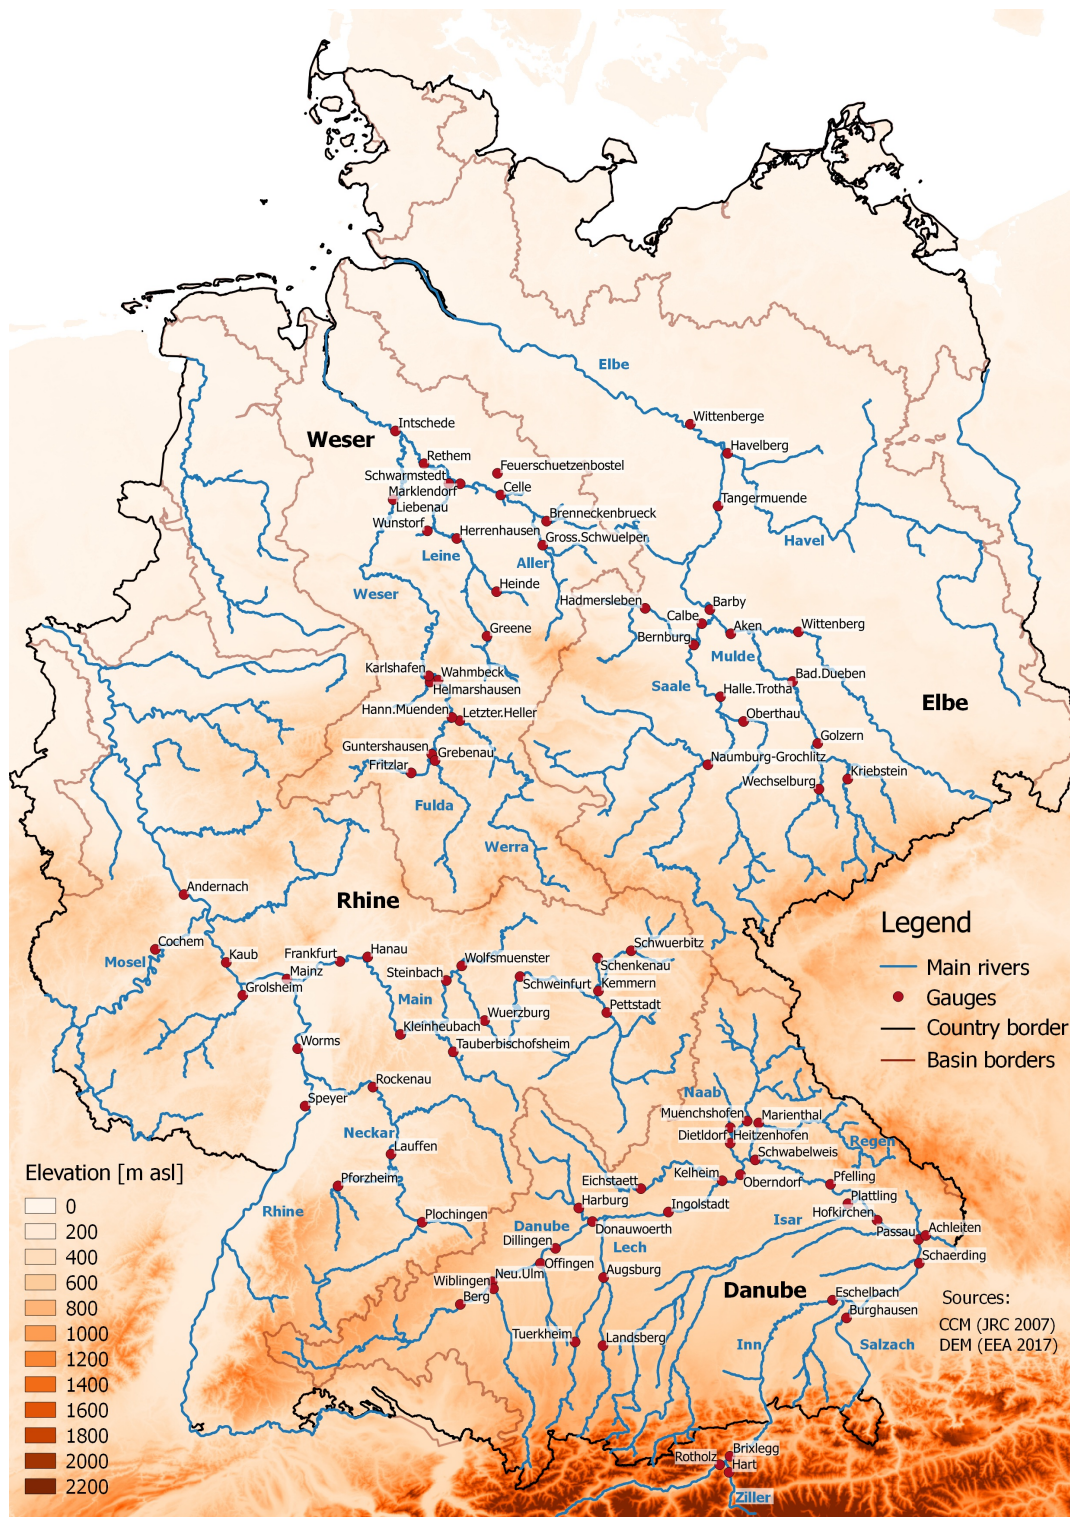 Elbe
Wittenberge
Intschede
Weser
Havelberg
Rethem
Feuerschuetzenbostel
Schwarmstedt
Marklendorf
Celle
Tangermuende
Liebenau
Brenneckenbrueck
Wunstorf
Herrenhausen
Gross.Schwuelper
Havel
Leine
Aller
Heinde
Weser
Hadmersleben
Barby
Calbe
Aken
Wittenberg
Greene
Bernburg
Mulde
Karlshafen
Wahmbeck
Bad.Dueben
Helmarshausen
Saale
Halle.Trotha
Elbe
Hann.Muenden
Letzter.Heller
Oberthau
Guntershausen
Grebenau
Golzern
Fritzlar
Naumburg-Grochlitz
Kriebstein
Wechselburg
Fulda
Werra
Andernach
Rhine
Legend
Cochem
Schwuerbitz
Mosel
Kaub
Frankfurt
Hanau
Wolfsmuenster
Schenkenau
Main rivers
Mainz
Steinbach
Schweinfurt
Kemmern
Grolsheim
Main
Gauges
Pettstadt
Wuerzburg
Kleinheubach
Country border
Worms
Tauberbischofsheim
Basin borders
Rockenau
Naab
Speyer
Muenchshofen
Marienthal
Neckar
Dietldorf
Heitzenhofen
Regen
Lauffen
Schwabelweis
Elevation [m asl]
Pforzheim
Eichstaett
Kelheim
Oberndorf
Pfelling
Plattling
0
Rhine
Plochingen
Harburg
Ingolstadt
Hofkirchen
200
Danube
Donauwoerth
Isar
Passau
Achleiten
Dillingen
Lech
400
Offingen
Schaerding
Neu.Ulm
Augsburg
600
Wiblingen
Danube
Eschelbach
Berg
Sources:
800
Burghausen
CCM (JRC 2007)
1000
Tuerkheim
Landsberg
Inn
Salzach
DEM (EEA 2017)
1200
1400
1600
1800
Brixlegg
2000
Rotholz
Hart
2200
Ziller